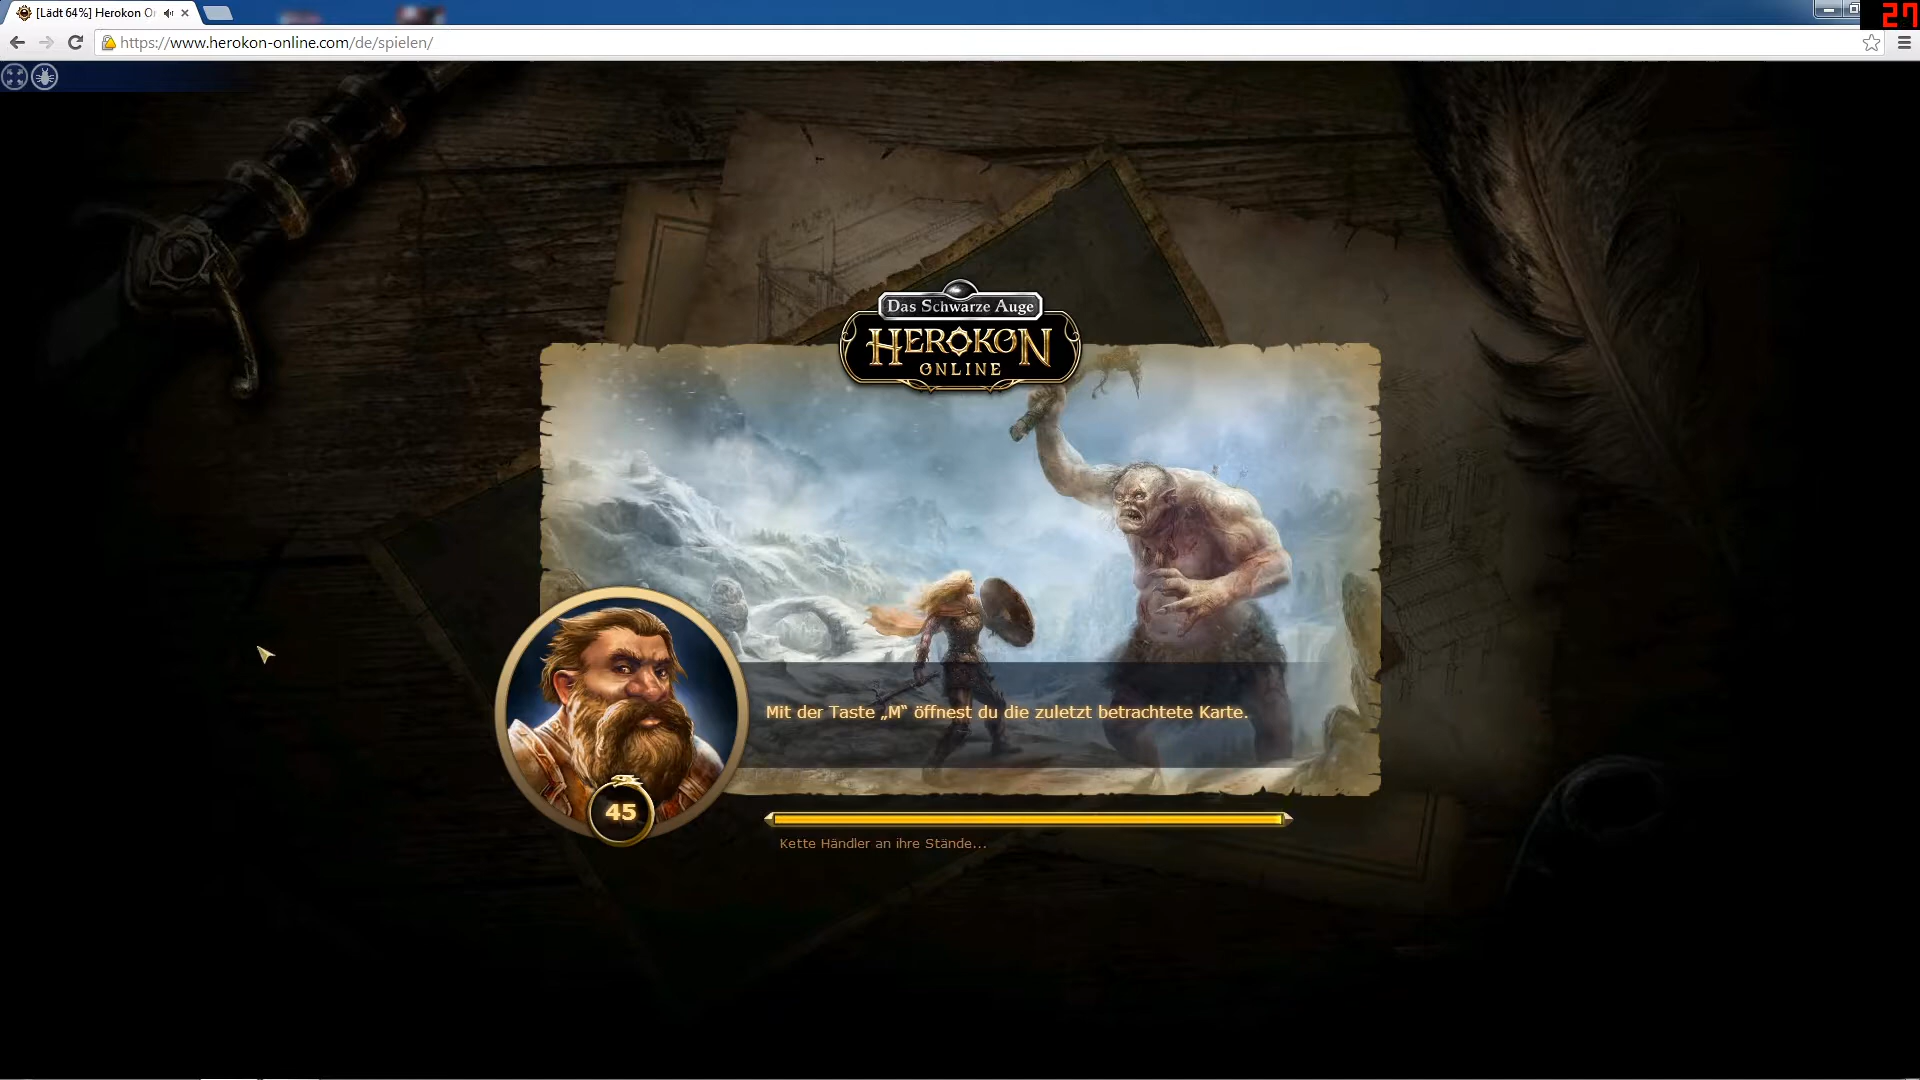 [Lädt 64%] Herokon O
27
https://www.herokon-online.com/de/spielen/
Das Schwarze Auge
HEROKON
ONLINE
Mit der Taste „M“ öffnest du die zuletzt betrachtete Karte.
45
Kette Händler an ihre Stände...